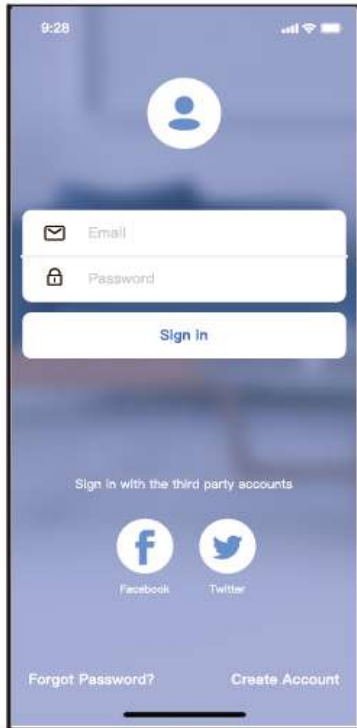 9:28
Email
Password
Sign in
Sign in with the third party accounts
Facebook Twitter
Forgot Password? Create Account